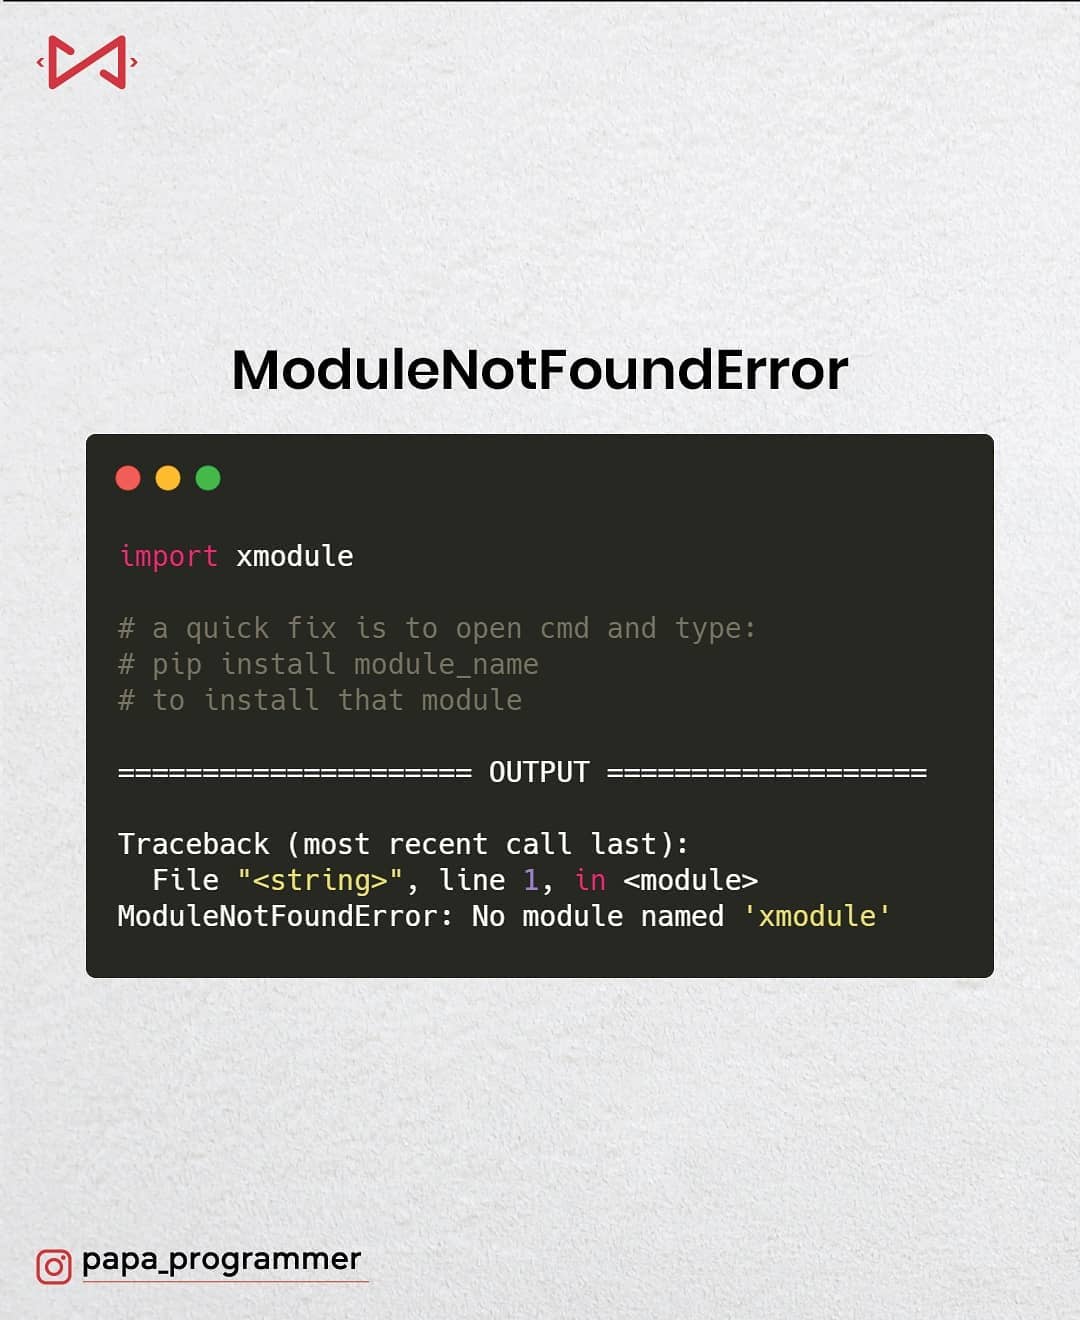 ModuleNotFoundError
import xmodule
# a quick fix is to open cmd and type:
# pip install module_name
# to install that module
===================== OUTPUT ===================
Traceback (most recent call last):
  File "<string>", line 1, in <module>
ModuleNotFoundError: No module named 'xmodule'
papa_programmer